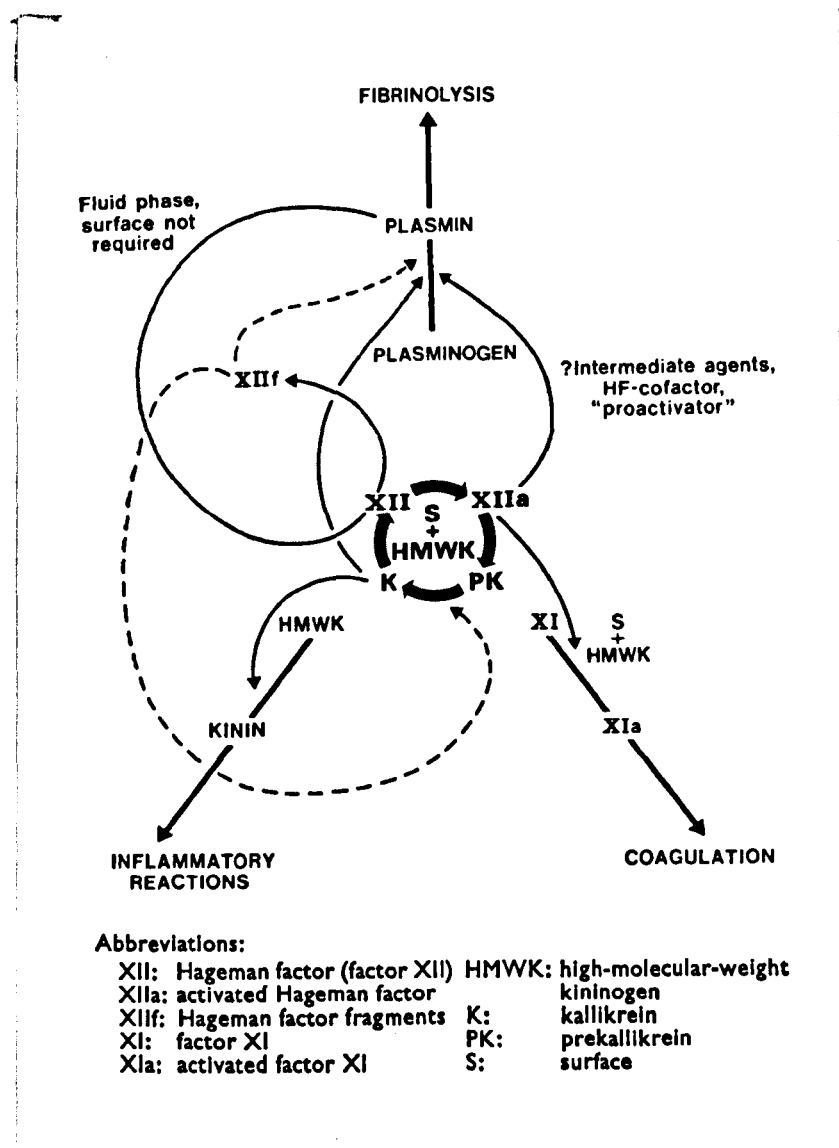 FIBRINOLYSIS
Fluid phase,
surface not
required
PLASMIN
PLASMINOGEN
?Intermediate agents,
HF-cofactor,
"proactivator"
XIIf
XII
XIIa
S
+
HMWK
K
PK
HMWK
XI
S
+
HMWK
KININ
XIa
INFLAMMATORY
REACTIONS
COAGULATION
Abbreviations:
XII: Hageman factor (factor XII) HMWK: high-molecular-weight
XIIa: activated Hageman factor kininogen
XIIf: Hageman factor fragments K: kallikrein
XI: factor XI PK: prekallikrein
XIa: activated factor XI S: surface